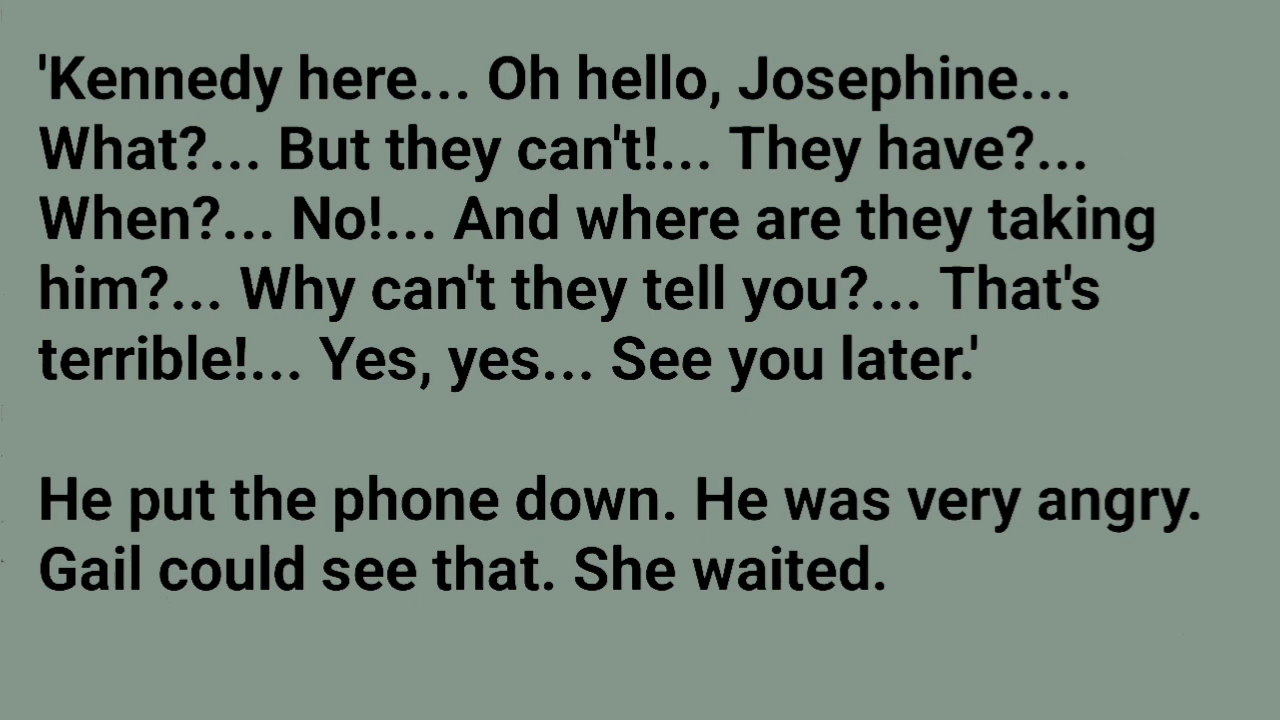 'Kennedy here... Oh hello, Josephine...
What?... But they can't!... They have?...
When?... No!... And where are they taking
him?... Why can't they tell you?... That's
terrible!... Yes, yes... See you later.'
He put the phone down. He was very angry.
Gail could see that. She waited.